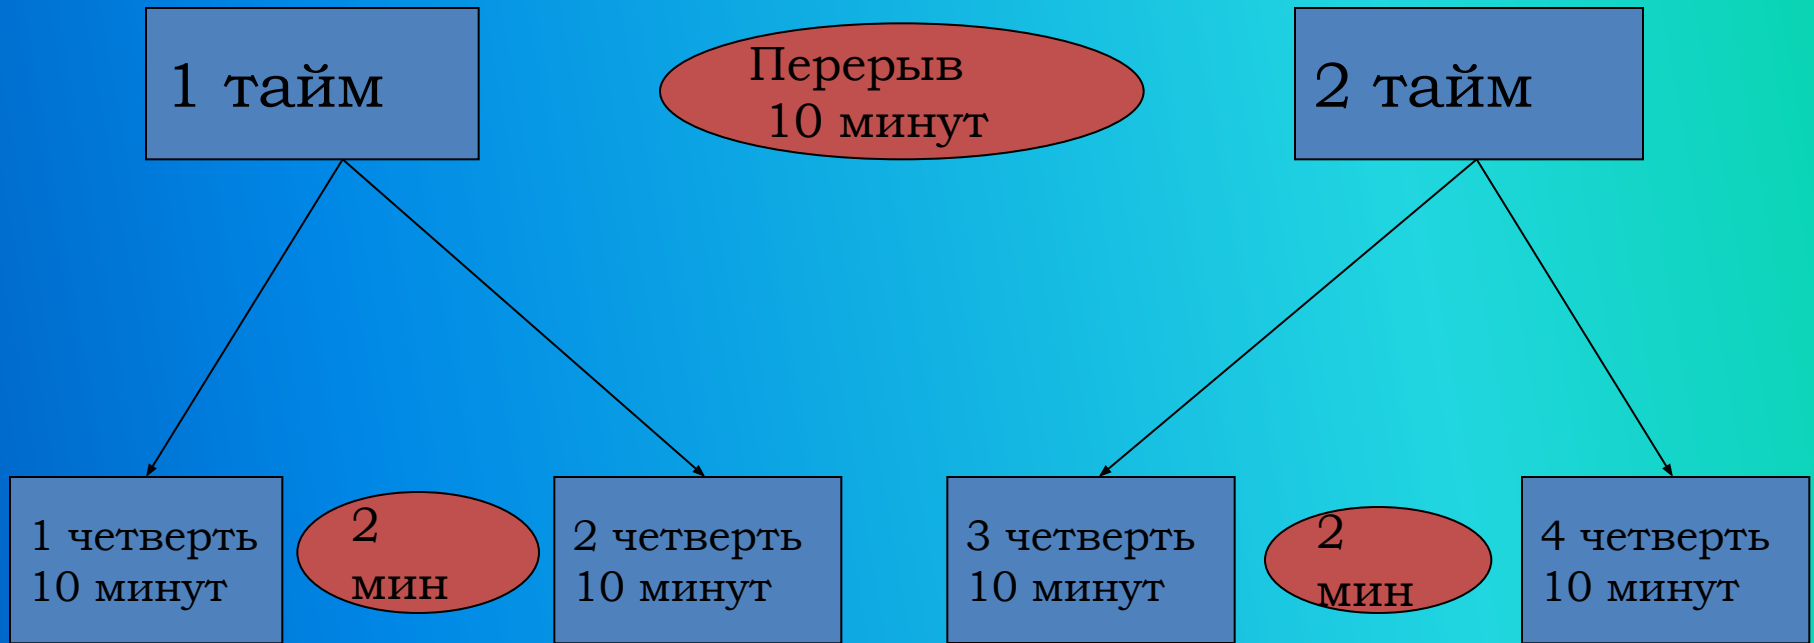 1 тайм
Перерыв
10 минут
2 тайм
1 четверть
10 минут
2
мин
2 четверть
10 минут
3 четверть
10 минут
2
мин
4 четверть
10 минут